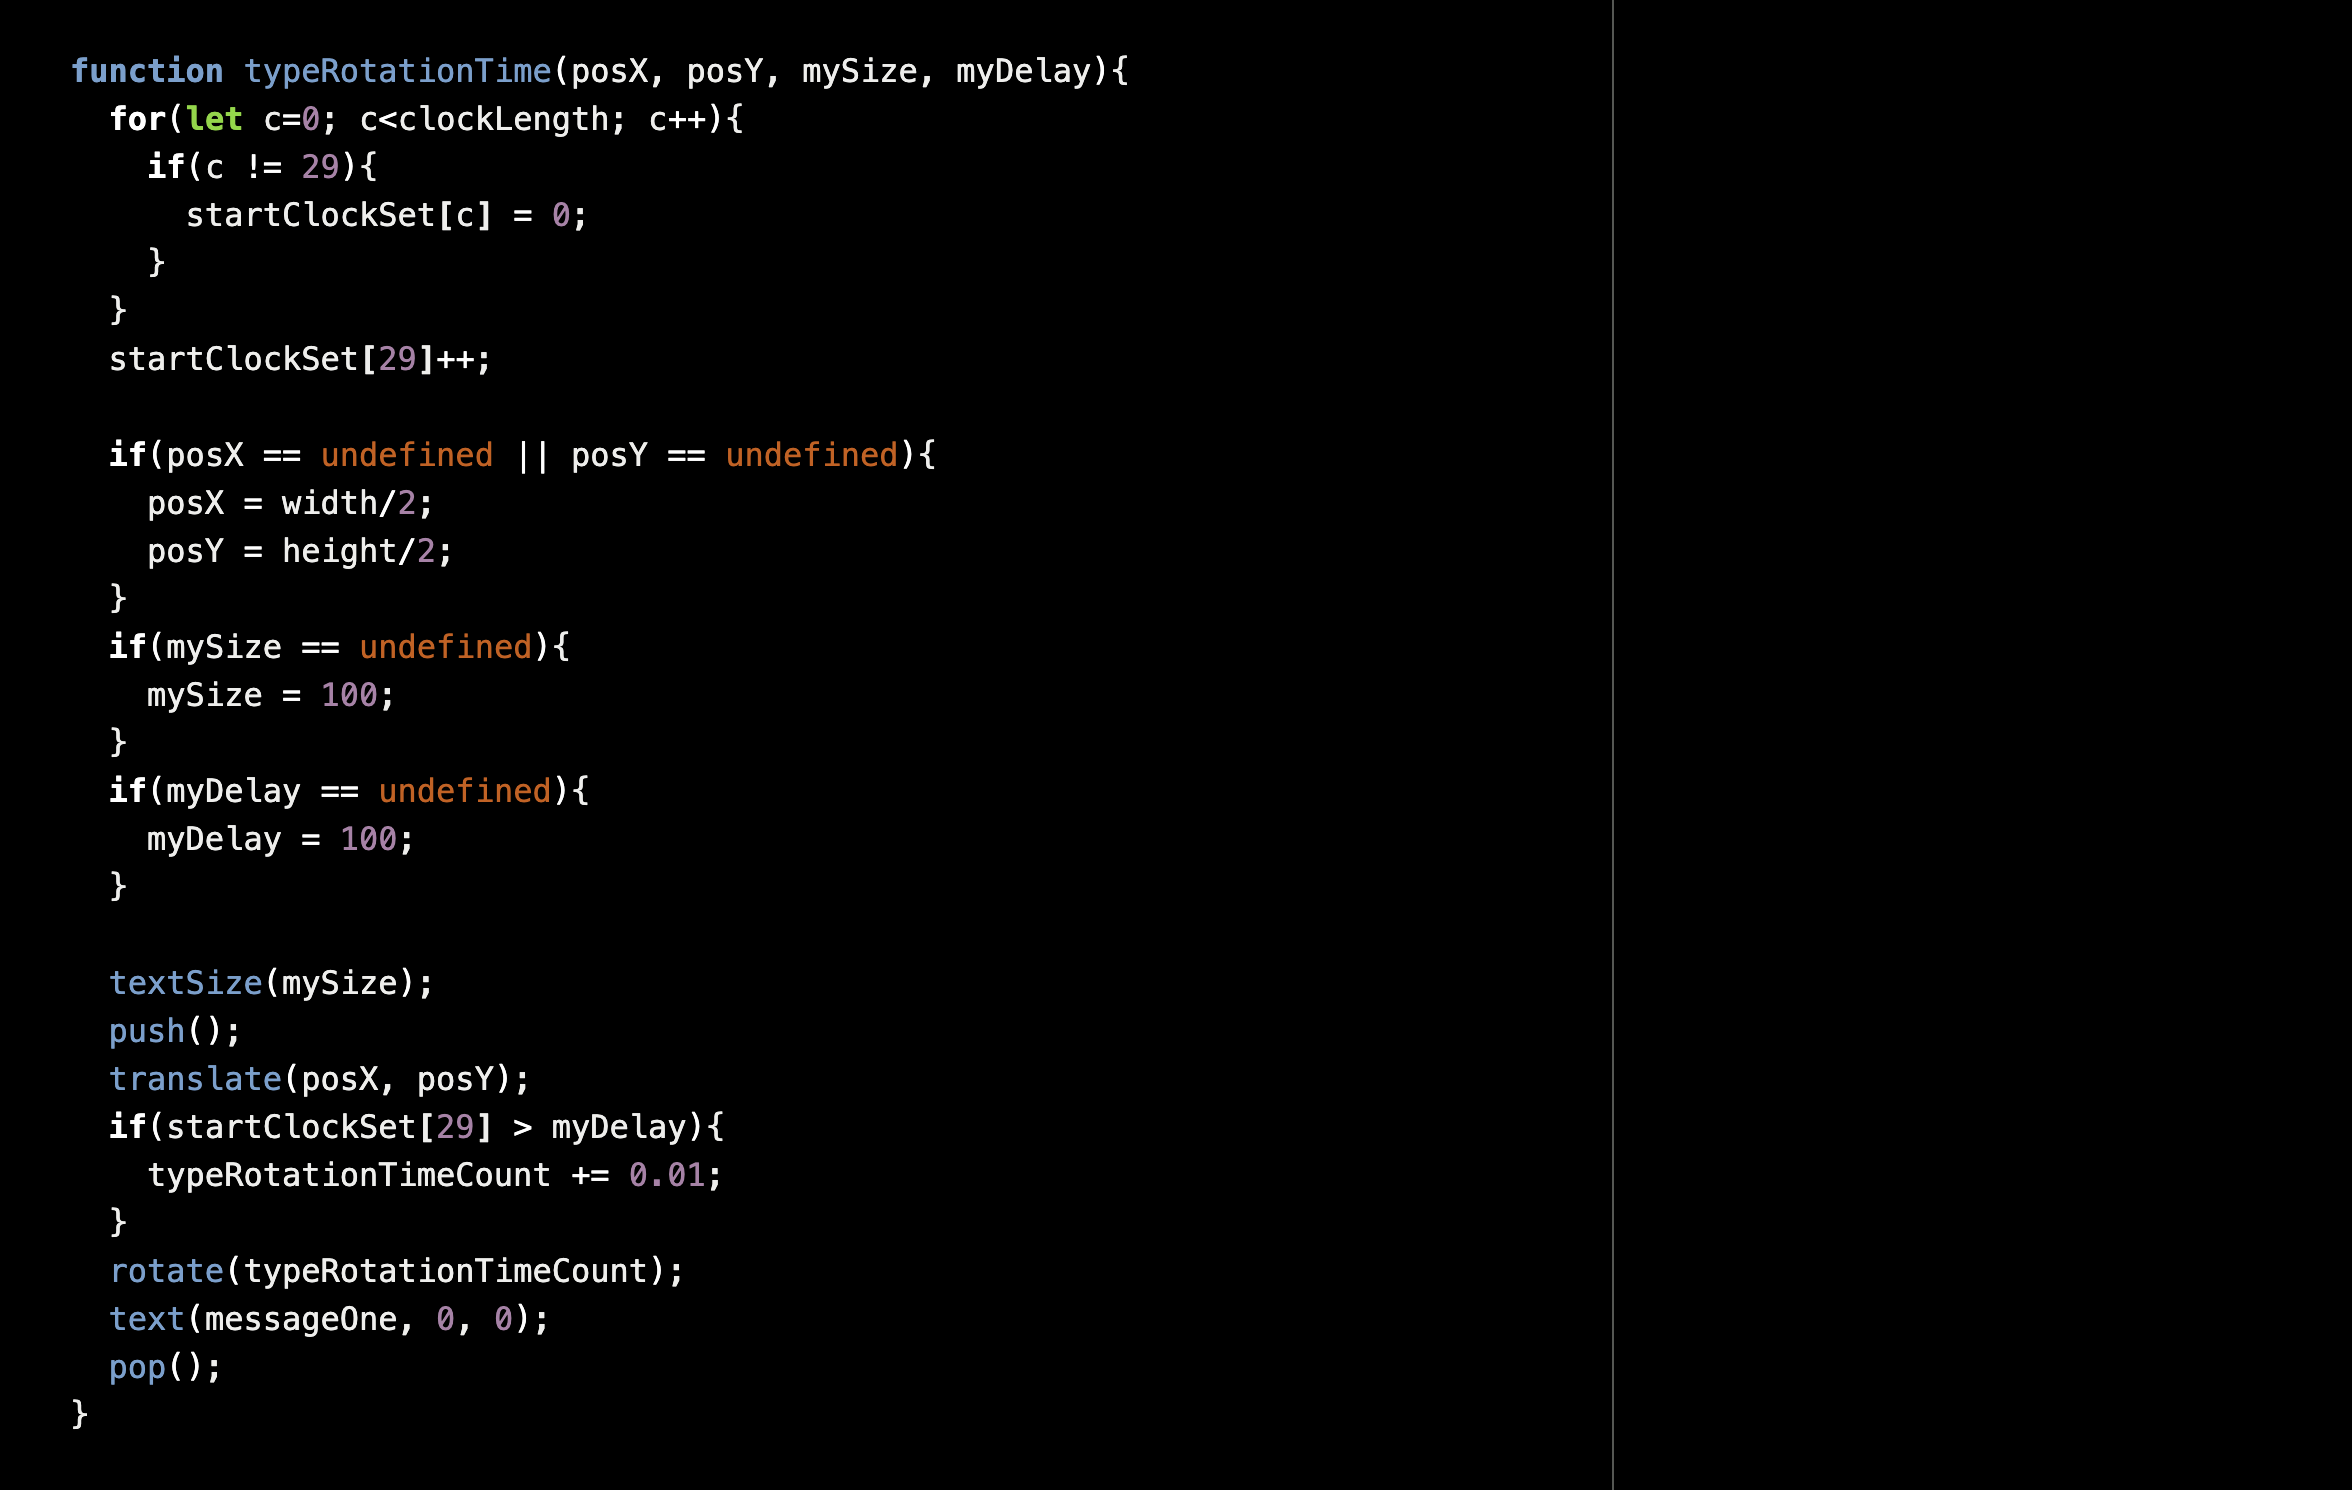 function typeRotationTime(posX, posY, mySize, myDelay){
  for(let c=0; c<clockLength; c++){
    if(c != 29){
      startClockSet[c] = 0;
    }
  }
  startClockSet[29]++;

  if(posX == undefined || posY == undefined){
    posX = width/2;
    posY = height/2;
  }
  if(mySize == undefined){
    mySize = 100;
  }
  if(myDelay == undefined){
    myDelay = 100;
  }

  textSize(mySize);
  push();
  translate(posX, posY);
  if(startClockSet[29] > myDelay){
    typeRotationTimeCount += 0.01;
  }
  rotate(typeRotationTimeCount);
  text(messageOne, 0, 0);
  pop();
}